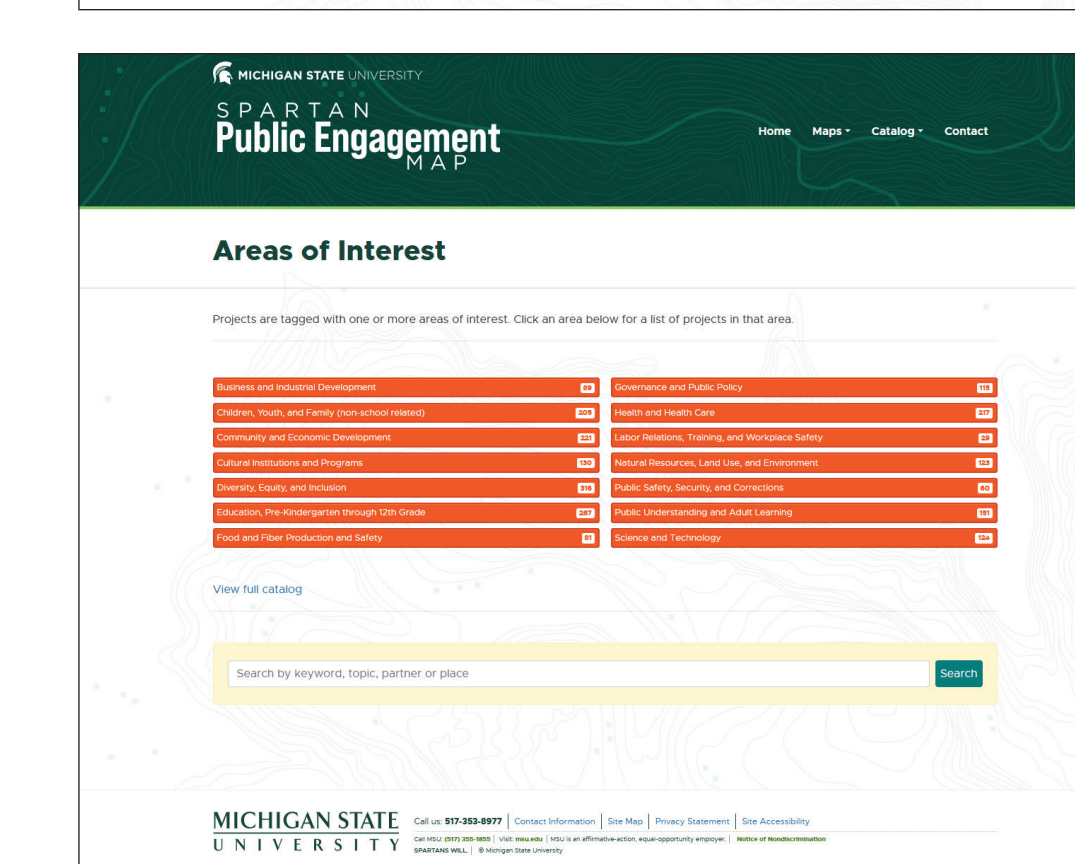 MICHIGAN STATE UNIVERSITY
SPARTAN
Public Engagement
MAP
Home Maps Catalog Contact
Areas of Interest
Projects are tagged with one or more areas of interest. Click an area below for a list of projects in that area.
Business and Industrial Development 89
Children, Youth, and Family (non-school related) 205
Community and Economic Development 221
Cultural Institutions and Programs 130
Diversity, Equity, and Inclusion 316
Education, Pre-Kindergarten through 12th Grade 287
Food and Fiber Production and Safety 81
Governance and Public Policy 115
Health and Health Care 217
Labor Relations, Training, and Workplace Safety 29
Natural Resources, Land Use, and Environment 123
Public Safety, Security, and Corrections 60
Public Understanding and Adult Learning 151
Science and Technology 124
View full catalog
Search by keyword, topic, partner or place Search
MICHIGAN STATE
UNIVERSITY
Call us: 517-353-8977 | Contact Information | Site Map | Privacy Statement | Site Accessibility
Call MSU: (517) 355-1855 | Visit: msu.edu | MSU is an affirmative-action, equal-opportunity employer. | Notice of Nondiscrimination
SPARTANS WILL. | © Michigan State University